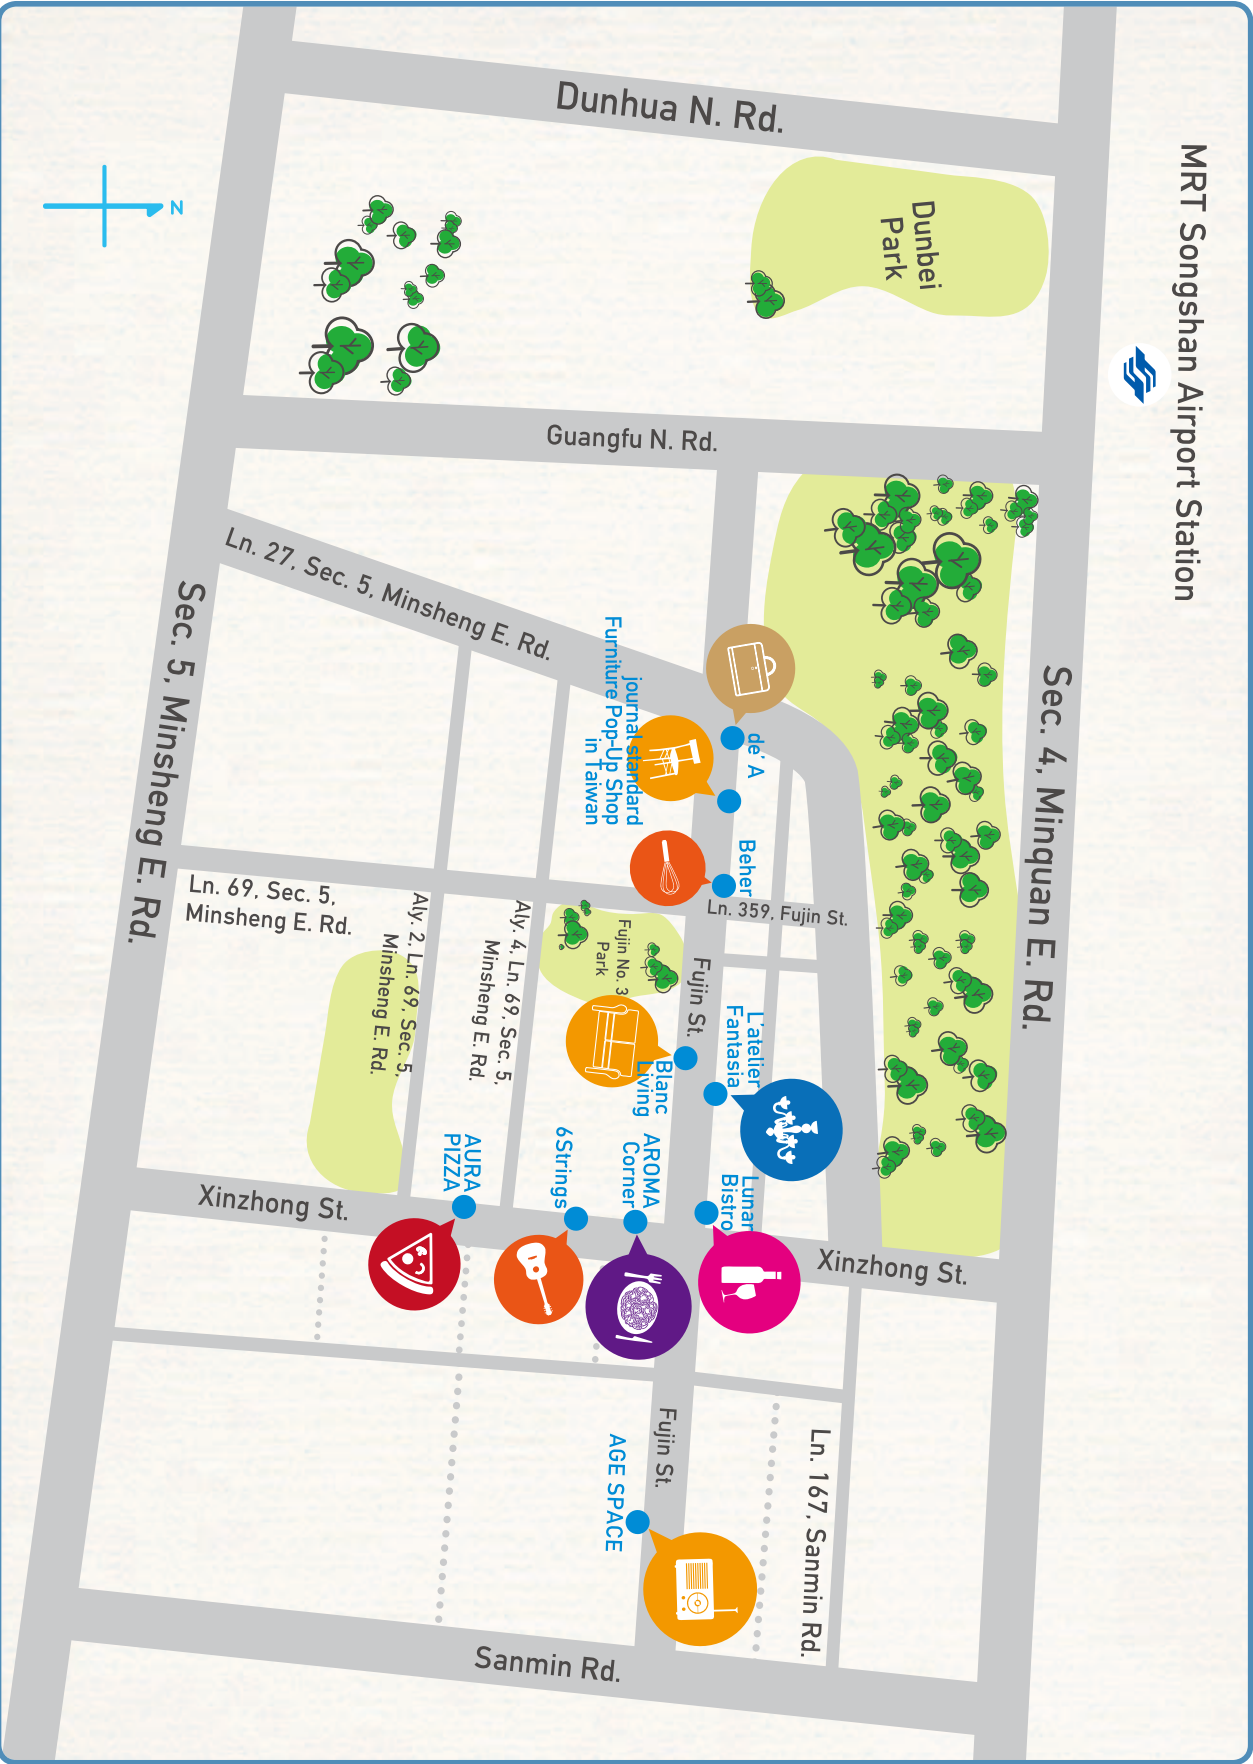 MRT Songshan Airport Station
Dunhua N. Rd.
Dunbei
Park
N
Guangfu N. Rd.
Ln. 27, Sec. 5, Minsheng E. Rd.
Sec. 5, Minsheng E. Rd.
Sec. 4, Minquan E. Rd.
journal standard
Furniture Pop-Up Shop
in Taiwan
de' A
Beher
Ln. 359, Fujin St.
Ln. 69, Sec. 5,
Minsheng E. Rd.
Aly. 2, Ln. 69, Sec. 5,
Minsheng E. Rd.
Aly. 4, Ln. 69, Sec. 5,
Minsheng E. Rd.
Fujin No. 3
Park
Fujin St.
L'atelier
Fantasia
Blanc
Living
AURA
PIZZA
6Strings
AROMA
Corner
Lunar
Bistro
Xinzhong St.
Xinzhong St.
Fujin St.
AGE SPACE
Ln. 167, Sanmin Rd.
Sanmin Rd.